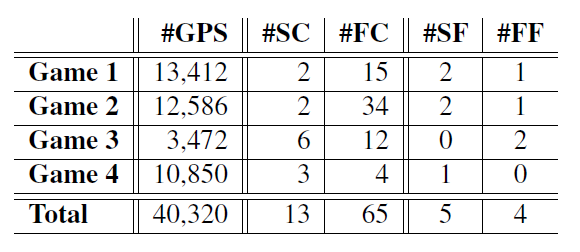 #GPS #SC #FC #SF #FF
Game 1 13,412 2 15 2 1
Game 2 12,586 2 34 2 1
Game 3 3,472 6 12 0 2
Game 4 10,850 3 4 1 0
Total 40,320 13 65 5 4